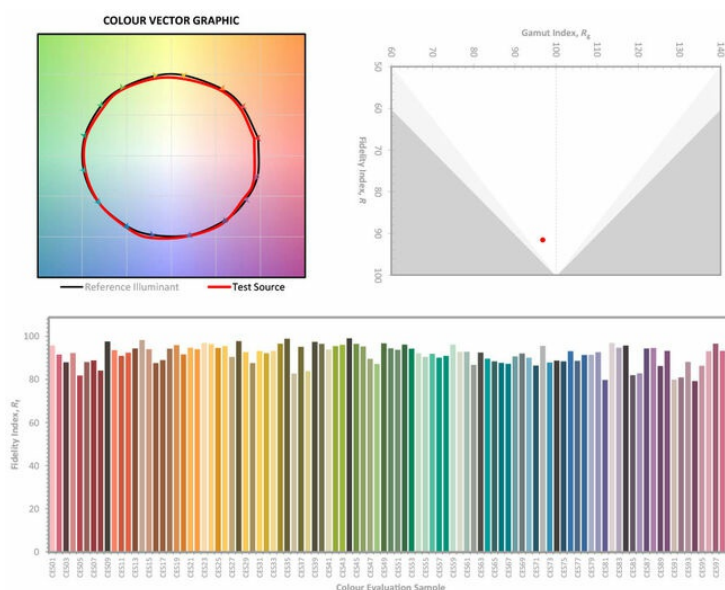 COLOUR VECTOR GRAPHIC
Reference Illuminant
Test Source
Gamut Index, Rg
60 70 80 90 100 110 120 130 140
50
60
70
80
90
100
Fidelity Index, R
Fidelity Index, Rf
100
80
60
40
20
0
CES01 CES03 CES05 CES07 CES09 CES11 CES13 CES15 CES17 CES19 CES21 CES23 CES25 CES27 CES29 CES31 CES33 CES35 CES37 CES39 CES41 CES43 CES45 CES47 CES49 CES51 CES53 CES55 CES57 CES59 CES61 CES63 CES65 CES67 CES69 CES71 CES73 CES75 CES77 CES79 CES81 CES83 CES85 CES87 CES89 CES91 CES93 CES95 CES97
Colour Evaluation Sample